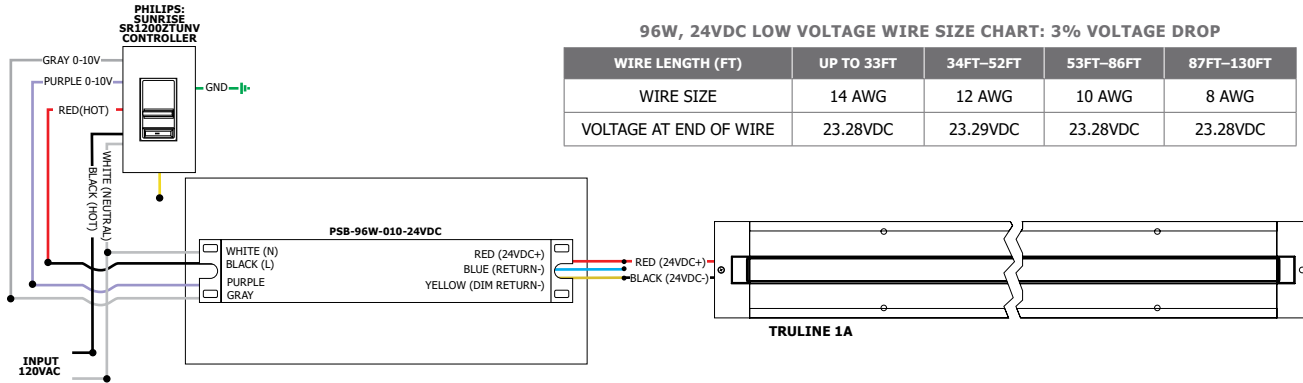 PHILIPS:
SUNRISE
SR1200ZTUNV
CONTROLLER
GRAY 0-10V
PURPLE 0-10V
RED(HOT)
GND
WHITE (NEUTRAL)
BLACK (HOT)
INPUT
120VAC
96W, 24VDC LOW VOLTAGE WIRE SIZE CHART: 3% VOLTAGE DROP
WIRE LENGTH (FT) UP TO 33FT 34FT–52FT 53FT–86FT 87FT–130FT
WIRE SIZE 14 AWG 12 AWG 10 AWG 8 AWG
VOLTAGE AT END OF WIRE 23.28VDC 23.29VDC 23.28VDC 23.28VDC
PSB-96W-010-24VDC
WHITE (N)
BLACK (L)
PURPLE
GRAY
RED (24VDC+)
BLUE (RETURN-)
YELLOW (DIM RETURN-)
RED (24VDC+)
BLACK (24VDC-)
TRULINE 1A